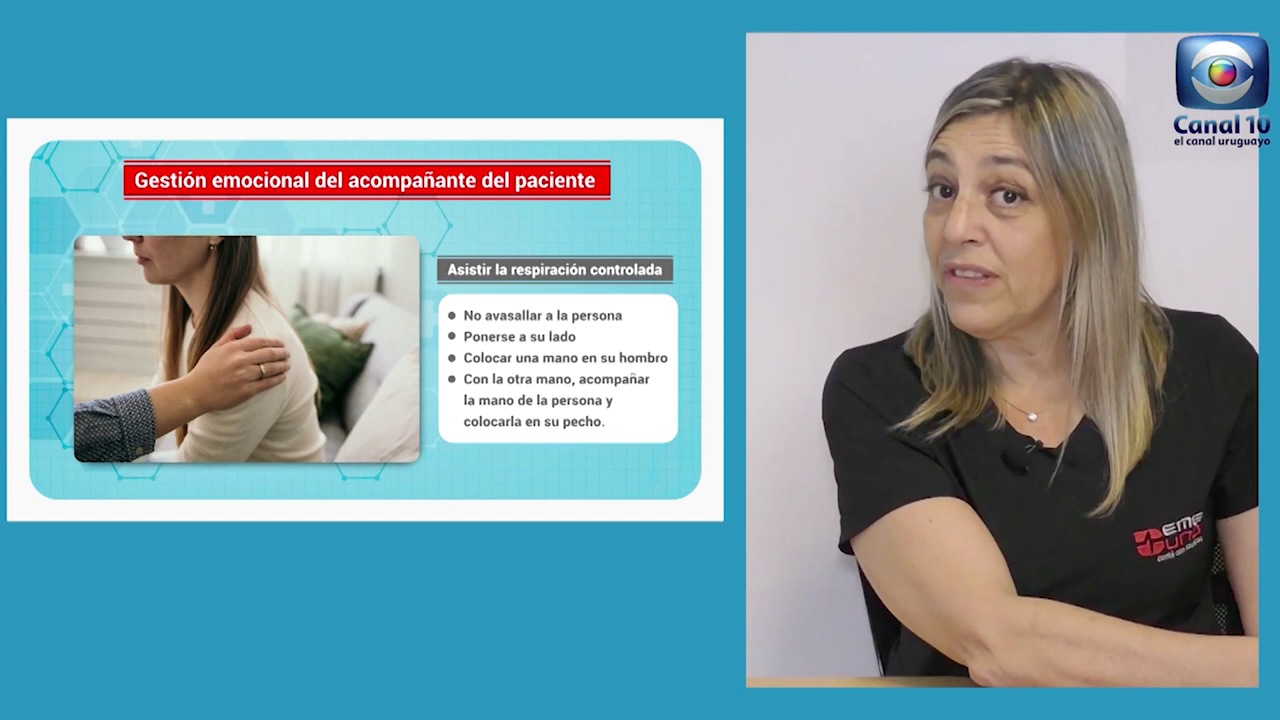 Gestión emocional del acompañante del paciente
Asistir la respiración controlada
No avasallar a la persona
Ponerse a su lado
Colocar una mano en su hombro
Con la otra mano, acompañar
la mano de la persona y
colocarla en su pecho.
Canal 10
el canal uruguayo
EME
UNO